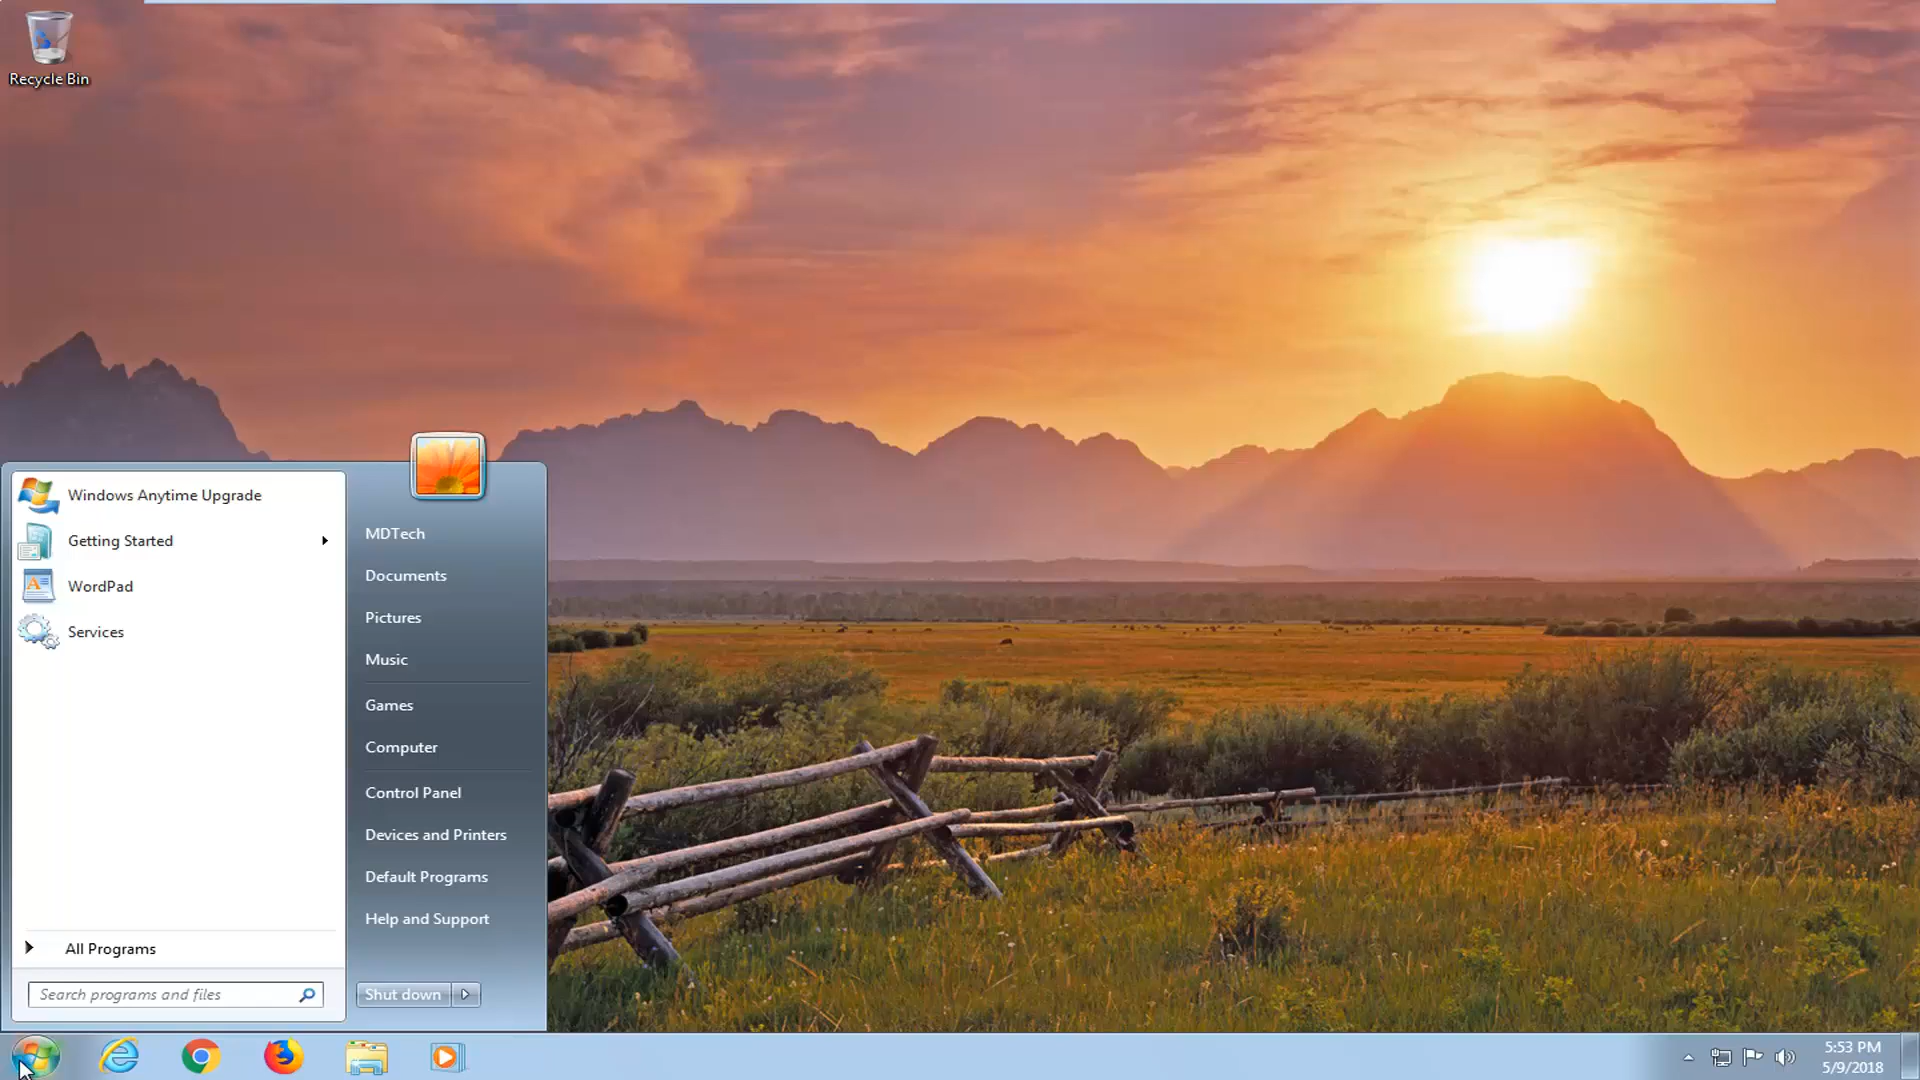 Recycle Bin
Windows Anytime Upgrade
Getting Started
WordPad
Services
All Programs
Search programs and files
MDTech
Documents
Pictures
Music
Games
Computer
Control Panel
Devices and Printers
Default Programs
Help and Support
Shut down
5:53 PM
5/9/2018